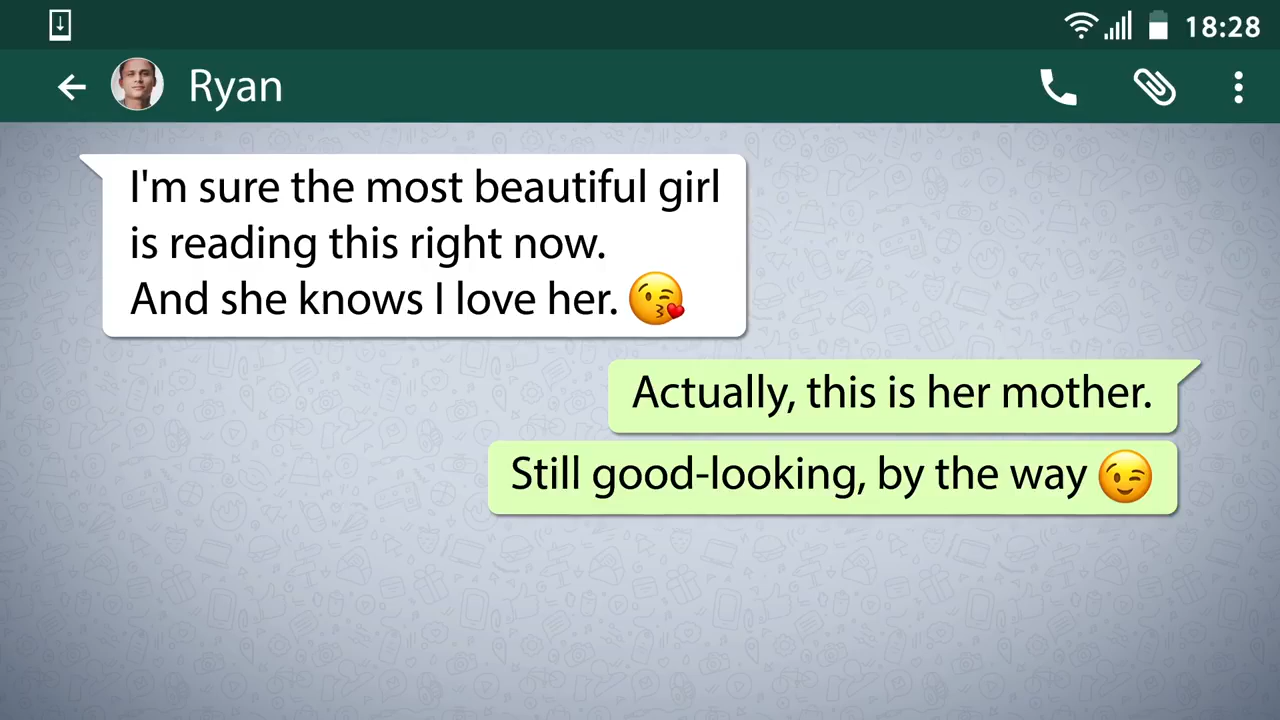 18:28
Ryan
I'm sure the most beautiful girl
is reading this right now.
And she knows I love her. 😘
Actually, this is her mother.
Still good-looking, by the way 😉